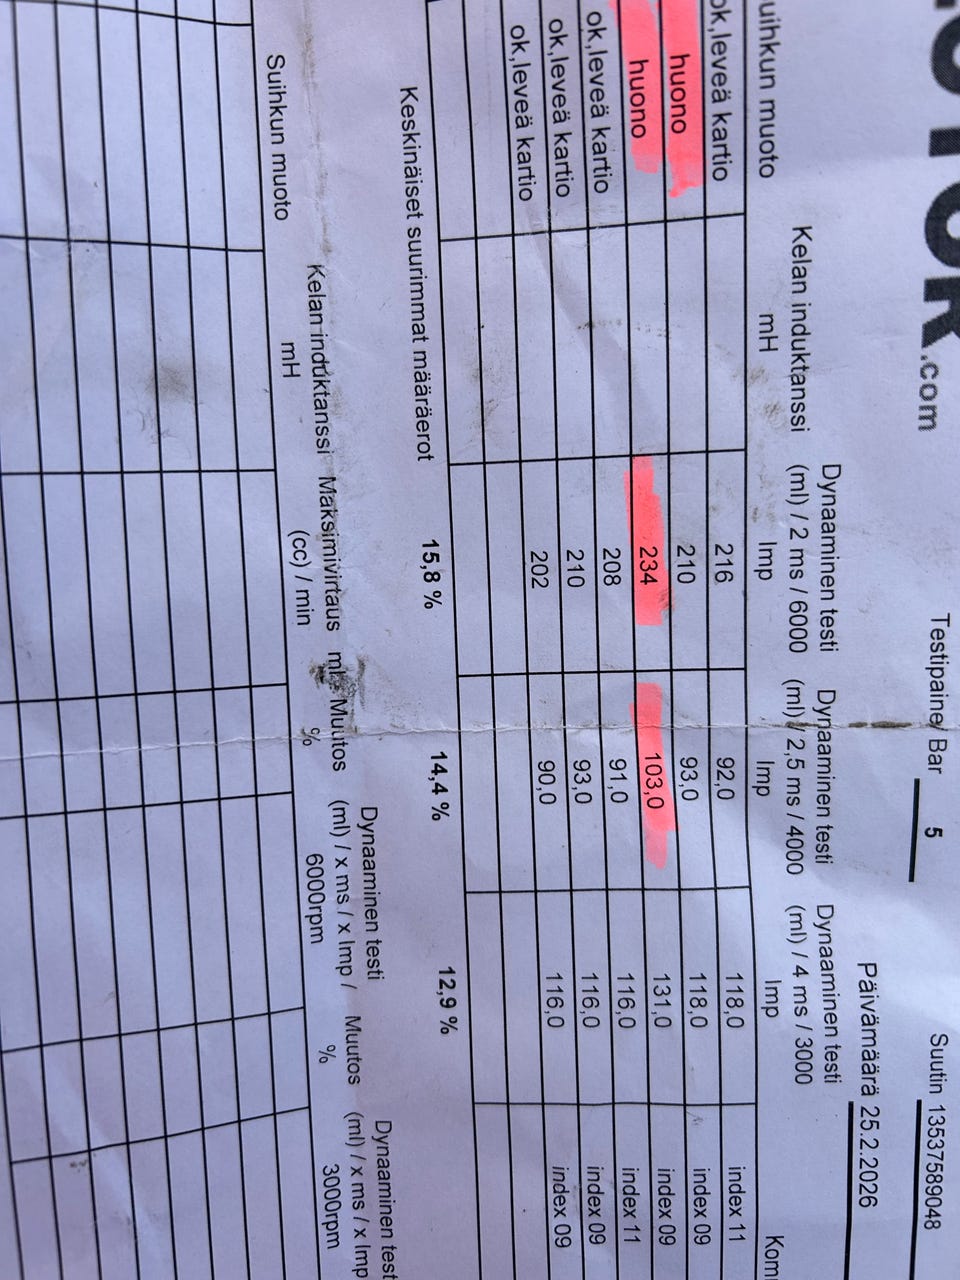 .com
Testipaine/ Bar 5 Suutin 13537589048
Päivämäärä 25.2.2026
Dynaaminen testi Dynaaminen testi Dynaaminen testi
uihkun muoto Kelan induktanssi (ml) / 2 ms / 6000 (ml) / 2,5 ms / 4000 (ml) / 4 ms / 3000
mH Imp Imp Imp
ok,leveä kartio 216 92,0 118,0 index 11
huono 210 93,0 118,0 index 09
huono 234 103,0 131,0 index 09
ok,leveä kartio 208 91,0 116,0 index 11
ok,leveä kartio 210 93,0 116,0 index 09
ok,leveä kartio 202 90,0 116,0 index 09
Keskinäiset suurimmat määräerot 15,8 % 14,4 % 12,9 %
Dynaaminen testi Dynaaminen test
Suihkun muoto Kelan induktanssi Maksimivirtaus Muutos (ml) / x ms / x Imp / Muutos (ml) / x ms / x Imp
mH (cc) / min % 6000rpm % 3000rpm